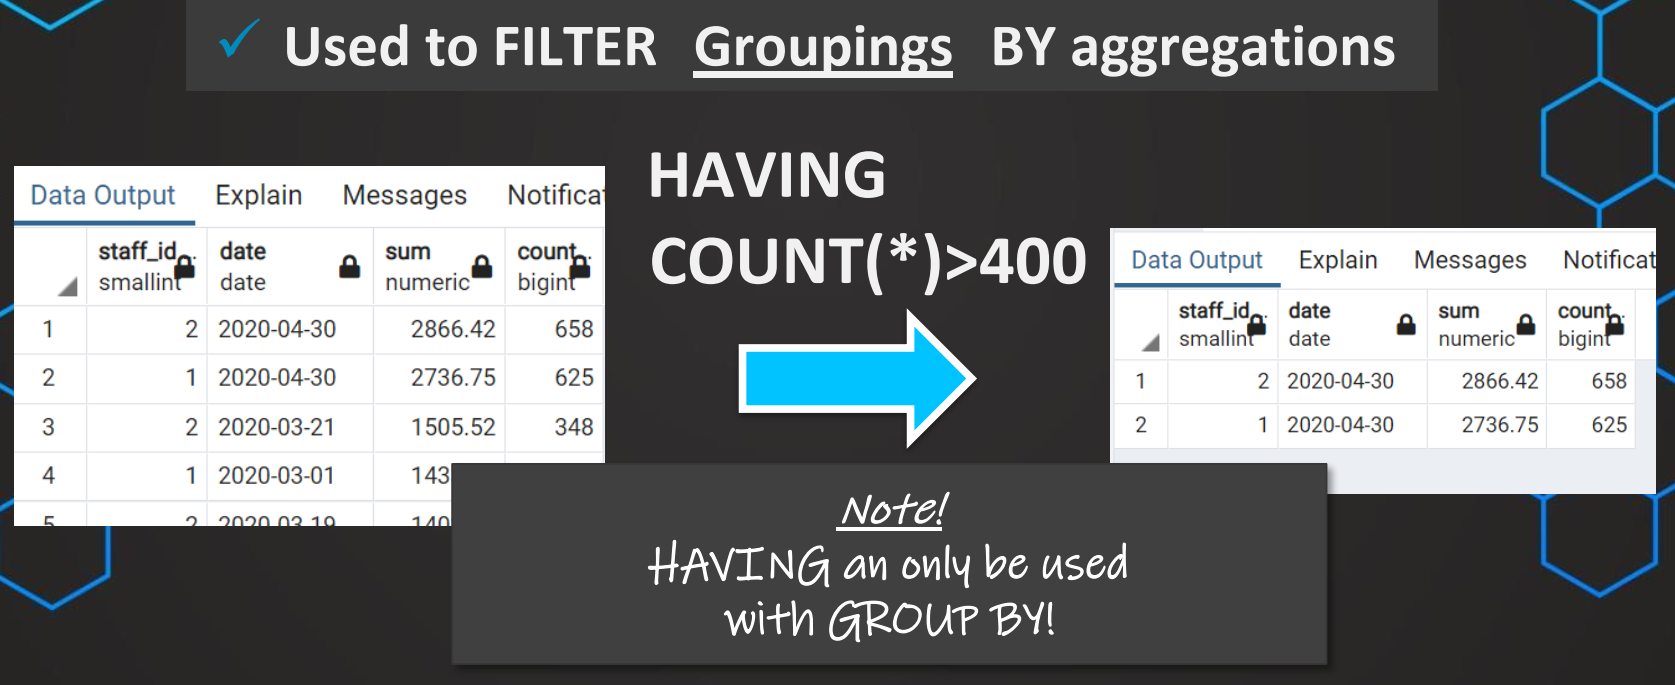 ✓ Used to FILTER Groupings BY aggregations
HAVING
COUNT(*)>400
Data Output Explain Messages Notificat
staff_id date sum count
smallint date numeric bigint
1 2 2020-04-30 2866.42 658
2 1 2020-04-30 2736.75 625
3 2 2020-03-21 1505.52 348
4 1 2020-03-01 143
5 2 2020-03-19 140
Data Output Explain Messages Notificat
staff_id date sum count
smallint date numeric bigint
1 2 2020-04-30 2866.42 658
2 1 2020-04-30 2736.75 625
Note!
HAVING an only be used
with GROUP BY!